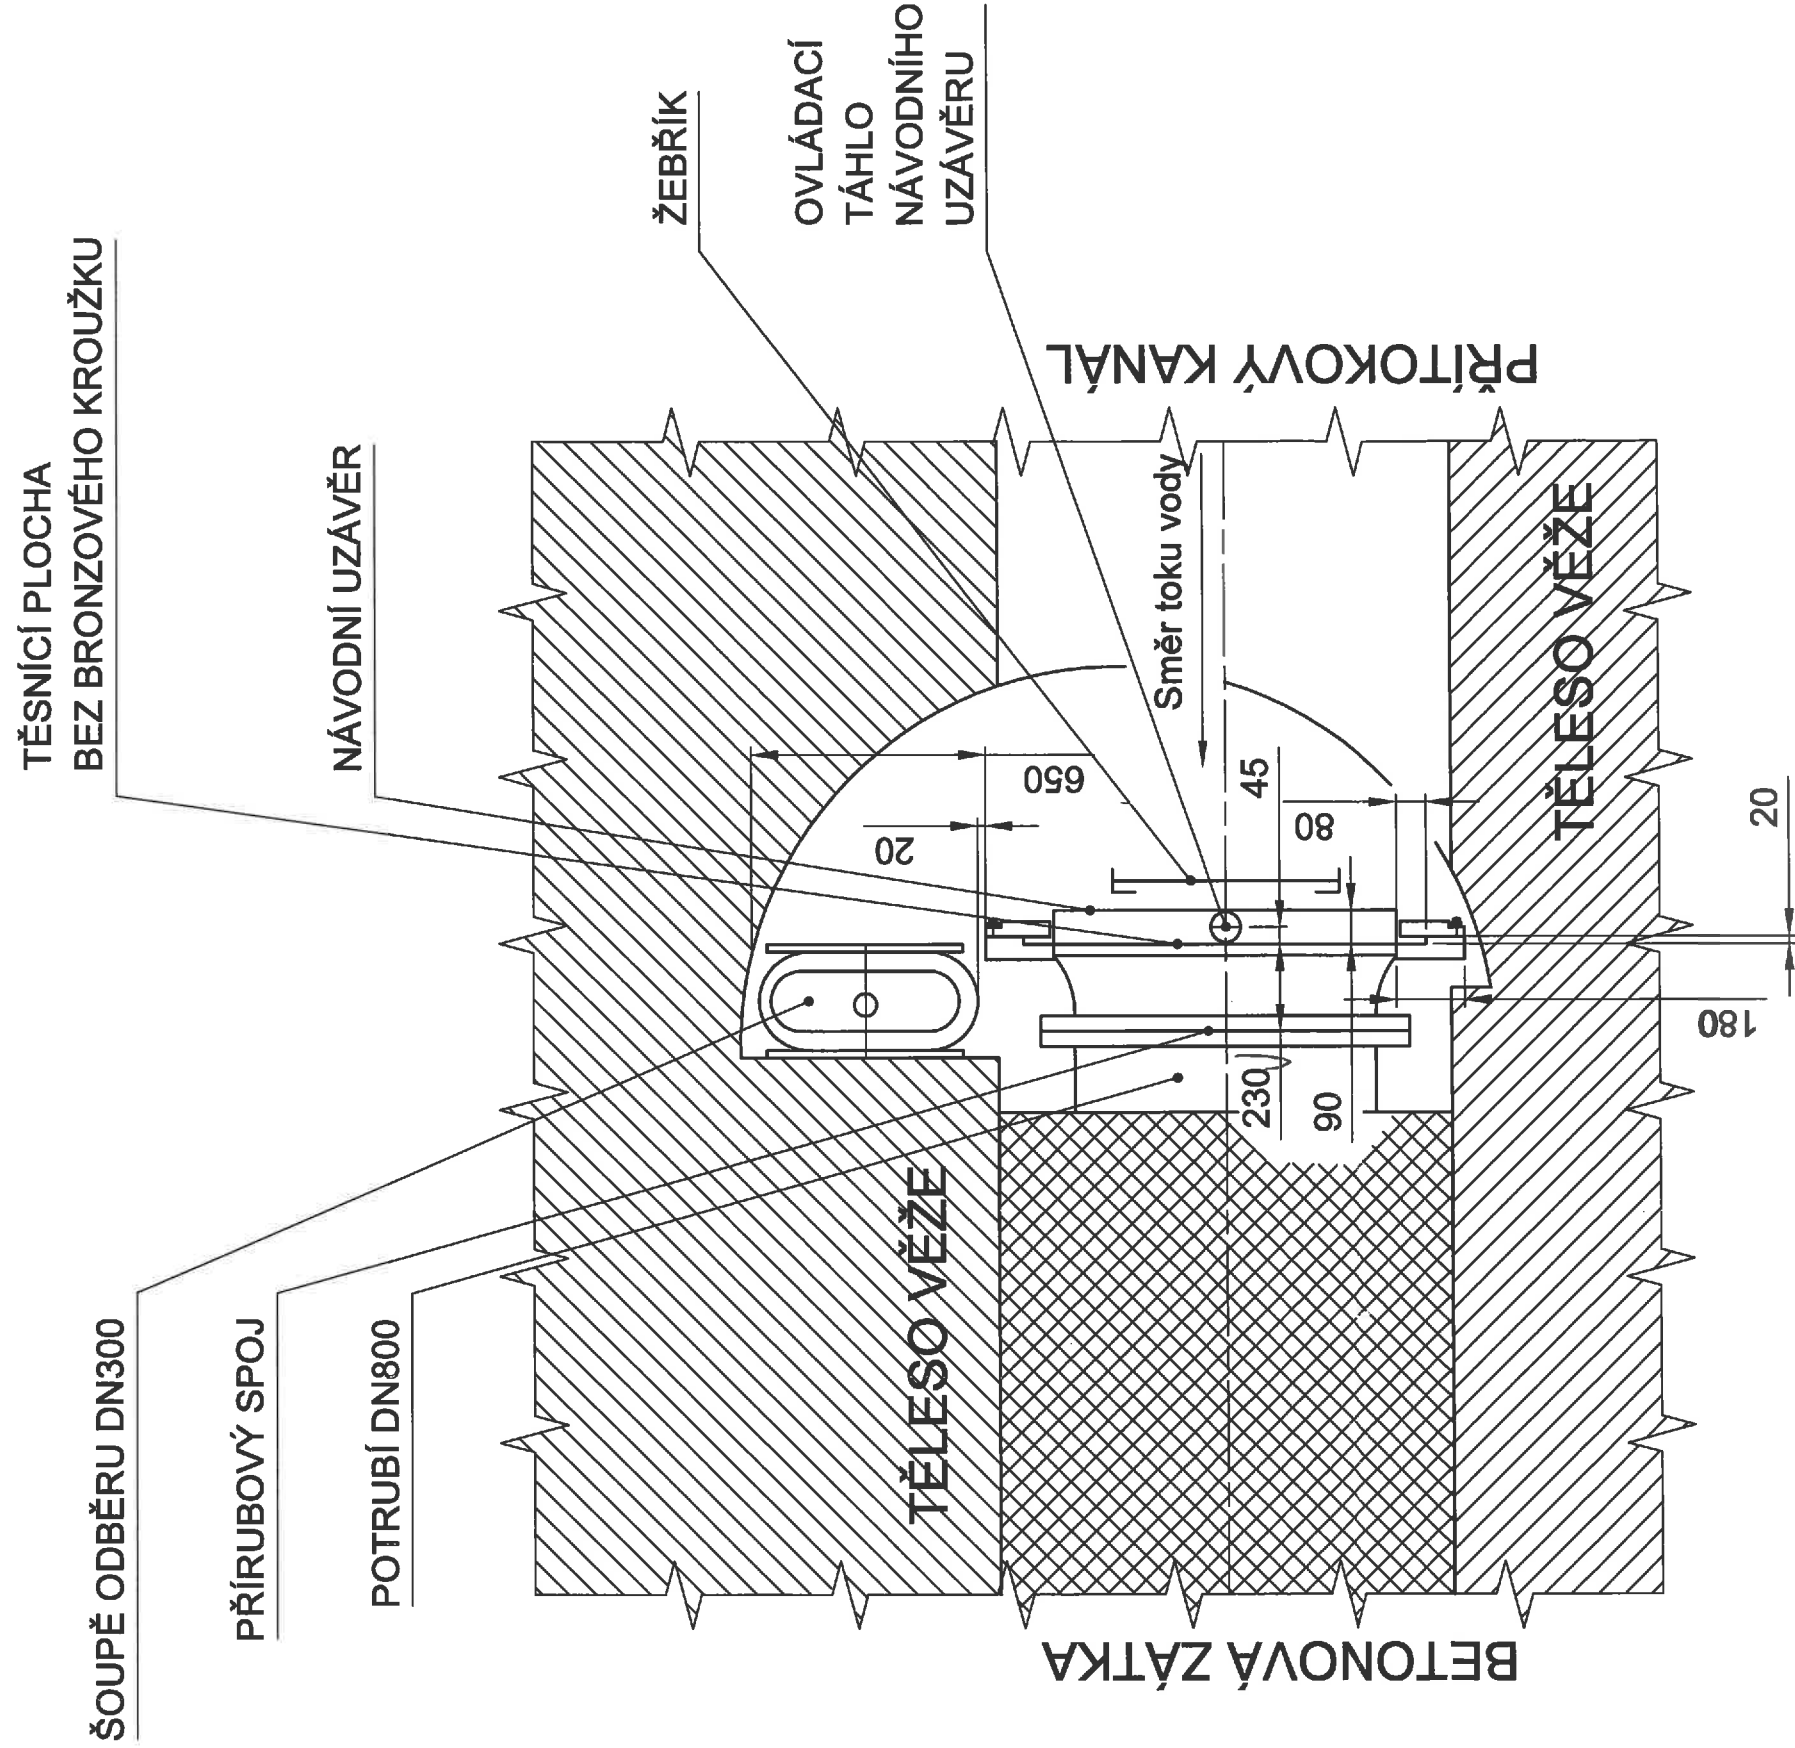 TĚSNÍCÍ PLOCHA
BEZ BRONZOVÉHO KROUŽKU
NÁVODNÍ UZÁVĚR
ŽEBŘÍK
OVLÁDACÍ
TÁHLO
NÁVODNÍHO
UZÁVĚRU
ŠOUPĚ ODBĚRU DN300
PŘÍRUBOVÝ SPOJ
POTRUBÍ DN800
PŘÍTOKOVÝ KANÁL
Směr toku vody
TĚLESO VĚŽE
TĚLESO VĚŽE
BETONOVÁ ZÁTKA
650
20
45
80
20
180
230
90